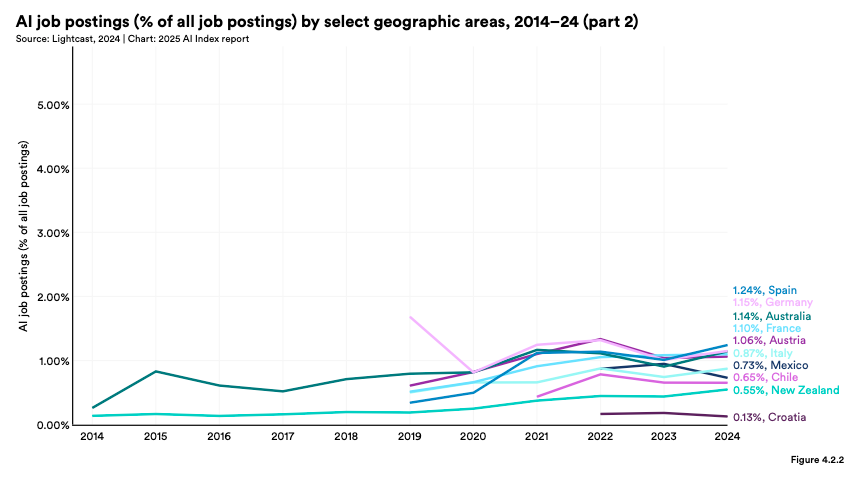 AI job postings (% of all job postings) by select geographic areas, 2014–24 (part 2)
Source: Lightcast, 2024 | Chart: 2025 AI Index report
AI job postings (% of all job postings)
5.00%
4.00%
3.00%
2.00%
1.00%
0.00%
1.24%, Spain
1.15%, Germany
1.14%, Australia
1.10%, France
1.06%, Austria
0.87%, Italy
0.73%, Mexico
0.65%, Chile
0.55%, New Zealand
0.13%, Croatia
2014 2015 2016 2017 2018 2019 2020 2021 2022 2023 2024
Figure 4.2.2